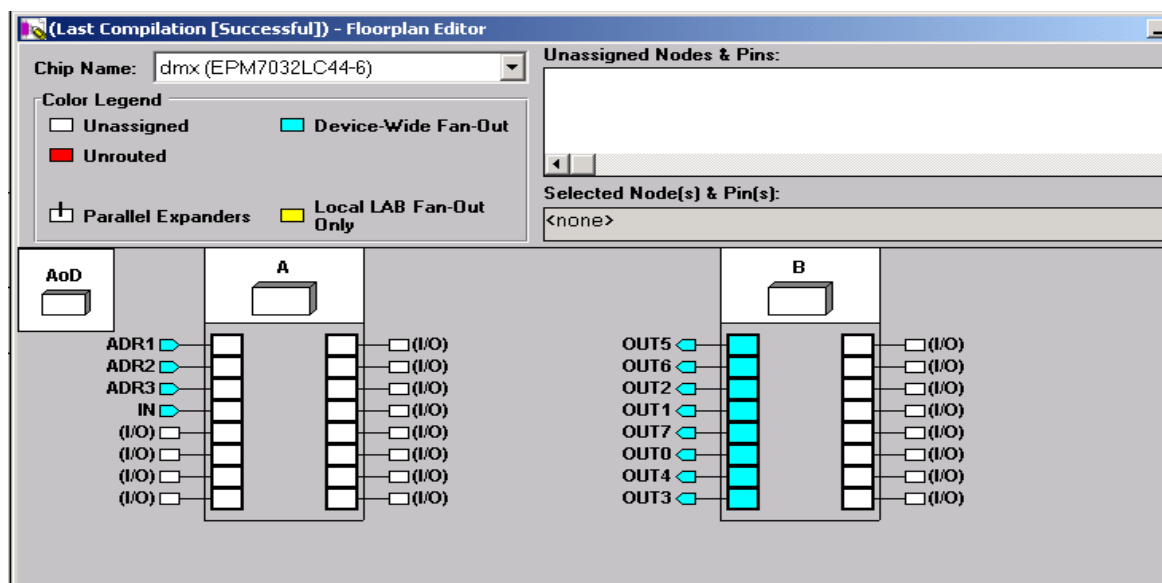 (Last Compilation [Successful]) - Floorplan Editor
Chip Name: dmx (EPM7032LC44-6)
Unassigned Nodes & Pins:
Color Legend
Unassigned
Device-Wide Fan-Out
Unrouted
Parallel Expanders
Local LAB Fan-Out
Only
Selected Node(s) & Pin(s):
<none>
AoD
A
B
ADR1 (I/O) OUT5 (I/O)
ADR2 (I/O) OUT6 (I/O)
ADR3 (I/O) OUT2 (I/O)
IN (I/O) OUT1 (I/O)
(I/O) (I/O) OUT7 (I/O)
(I/O) (I/O) OUT0 (I/O)
(I/O) (I/O) OUT4 (I/O)
(I/O) (I/O) OUT3 (I/O)